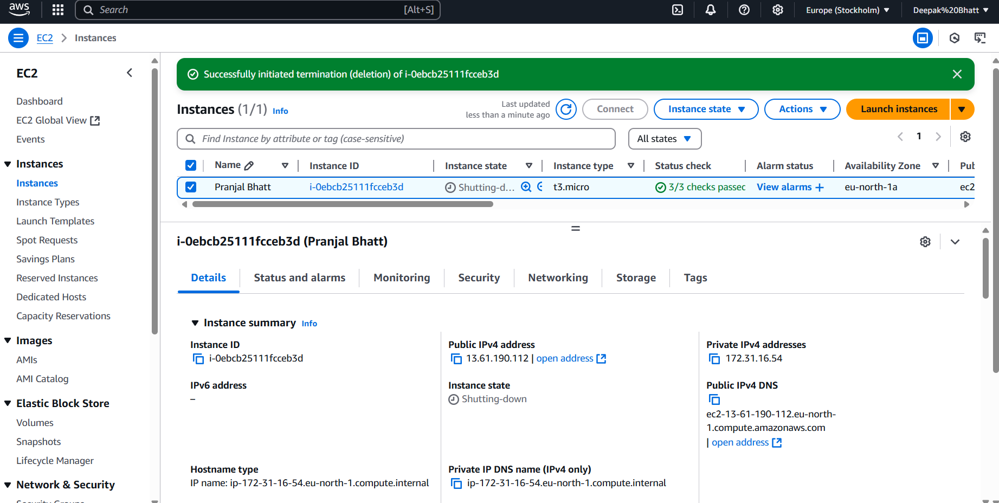 aws
Search [Alt+S]
Europe (Stockholm)
Deepak%20Bhatt
EC2
Instances
EC2
Dashboard
EC2 Global View
Events
Instances
Instances
Instance Types
Launch Templates
Spot Requests
Savings Plans
Reserved Instances
Dedicated Hosts
Capacity Reservations
Images
AMIs
AMI Catalog
Elastic Block Store
Volumes
Snapshots
Lifecycle Manager
Network & Security
Successfully initiated termination (deletion) of i-0ebcb25111fcceb3d
Instances (1/1) Info
Last updated
less than a minute ago
Connect
Instance state
Actions
Launch instances
Find Instance by attribute or tag (case-sensitive)
All states
1
Name Instance ID Instance state Instance type Status check Alarm status Availability Zone Pub
Pranjal Bhatt i-0ebcb25111fcceb3d Shutting-d... t3.micro 3/3 checks passec View alarms + eu-north-1a ec2
i-0ebcb25111fcceb3d (Pranjal Bhatt)
Details Status and alarms Monitoring Security Networking Storage Tags
Instance summary Info
Instance ID
i-0ebcb25111fcceb3d
Public IPv4 address
13.61.190.112 | open address
Private IPv4 addresses
172.31.16.54
IPv6 address
–
Instance state
Shutting-down
Public IPv4 DNS
ec2-13-61-190-112.eu-north-
1.compute.amazonaws.com
| open address
Hostname type
IP name: ip-172-31-16-54.eu-north-1.compute.internal
Private IP DNS name (IPv4 only)
ip-172-31-16-54.eu-north-1.compute.internal